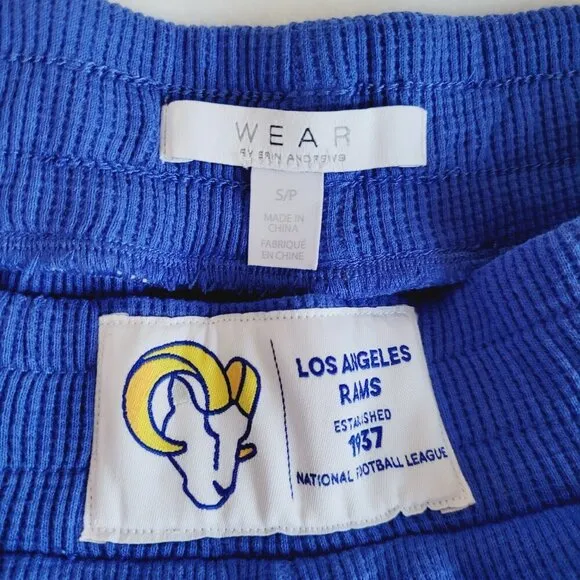 WEAR
BY ERIN ANDREWS
S/P
MADE IN
CHINA
FABRIQUÉ
EN CHINE
LOS ANGELES
RAMS
ESTABLISHED
1937
NATIONAL FOOTBALL LEAGUE